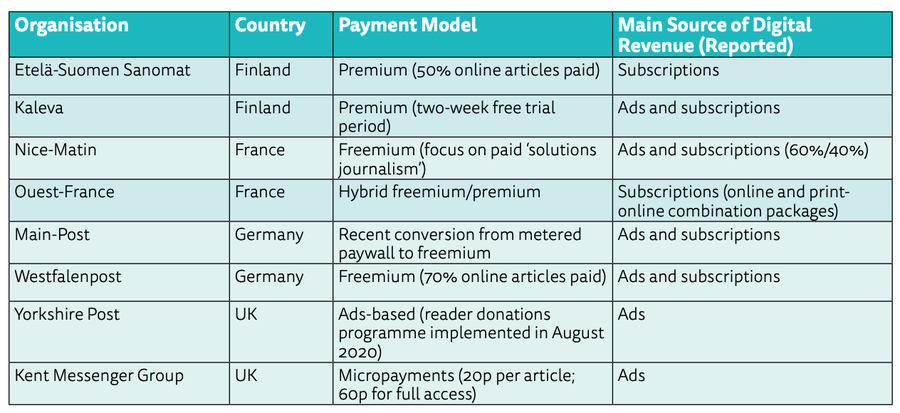 Organisation Country Payment Model Main Source of Digital
Revenue (Reported)
Etelä-Suomen Sanomat Finland Premium (50% online articles paid) Subscriptions
Kaleva Finland Premium (two-week free trial Ads and subscriptions
period)
Nice-Matin France Freemium (focus on paid ‘solutions Ads and subscriptions (60%/40%)
journalism’)
Ouest-France France Hybrid freemium/premium Subscriptions (online and print-
online combination packages)
Main-Post Germany Recent conversion from metered Ads and subscriptions
paywall to freemium
Westfalenpost Germany Freemium (70% online articles paid) Ads and subscriptions
Yorkshire Post UK Ads-based (reader donations Ads
programme implemented in August
2020)
Kent Messenger Group UK Micropayments (20p per article; Ads
60p for full access)